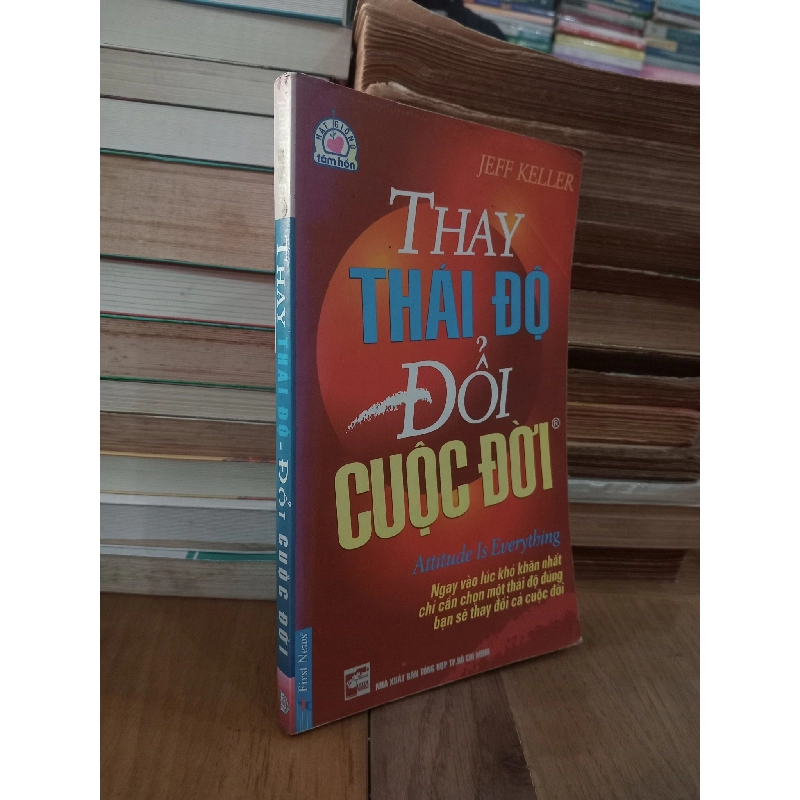 HẠT GIỐNG
tâm hồn
JEFF KELLER
THAY
THÁI ĐỘ
ĐỔI
CUỘC ĐỜI®
Attitude Is Everything
Ngay vào lúc khó khăn nhất
chỉ cần chọn một thái độ đúng
bạn sẽ thay đổi cả cuộc đời
NHÀ XUẤT BẢN TỔNG HỢP TP.HỒ CHÍ MINH
THAY THÁI ĐỘ - ĐỔI CUỘC ĐỜI
First News